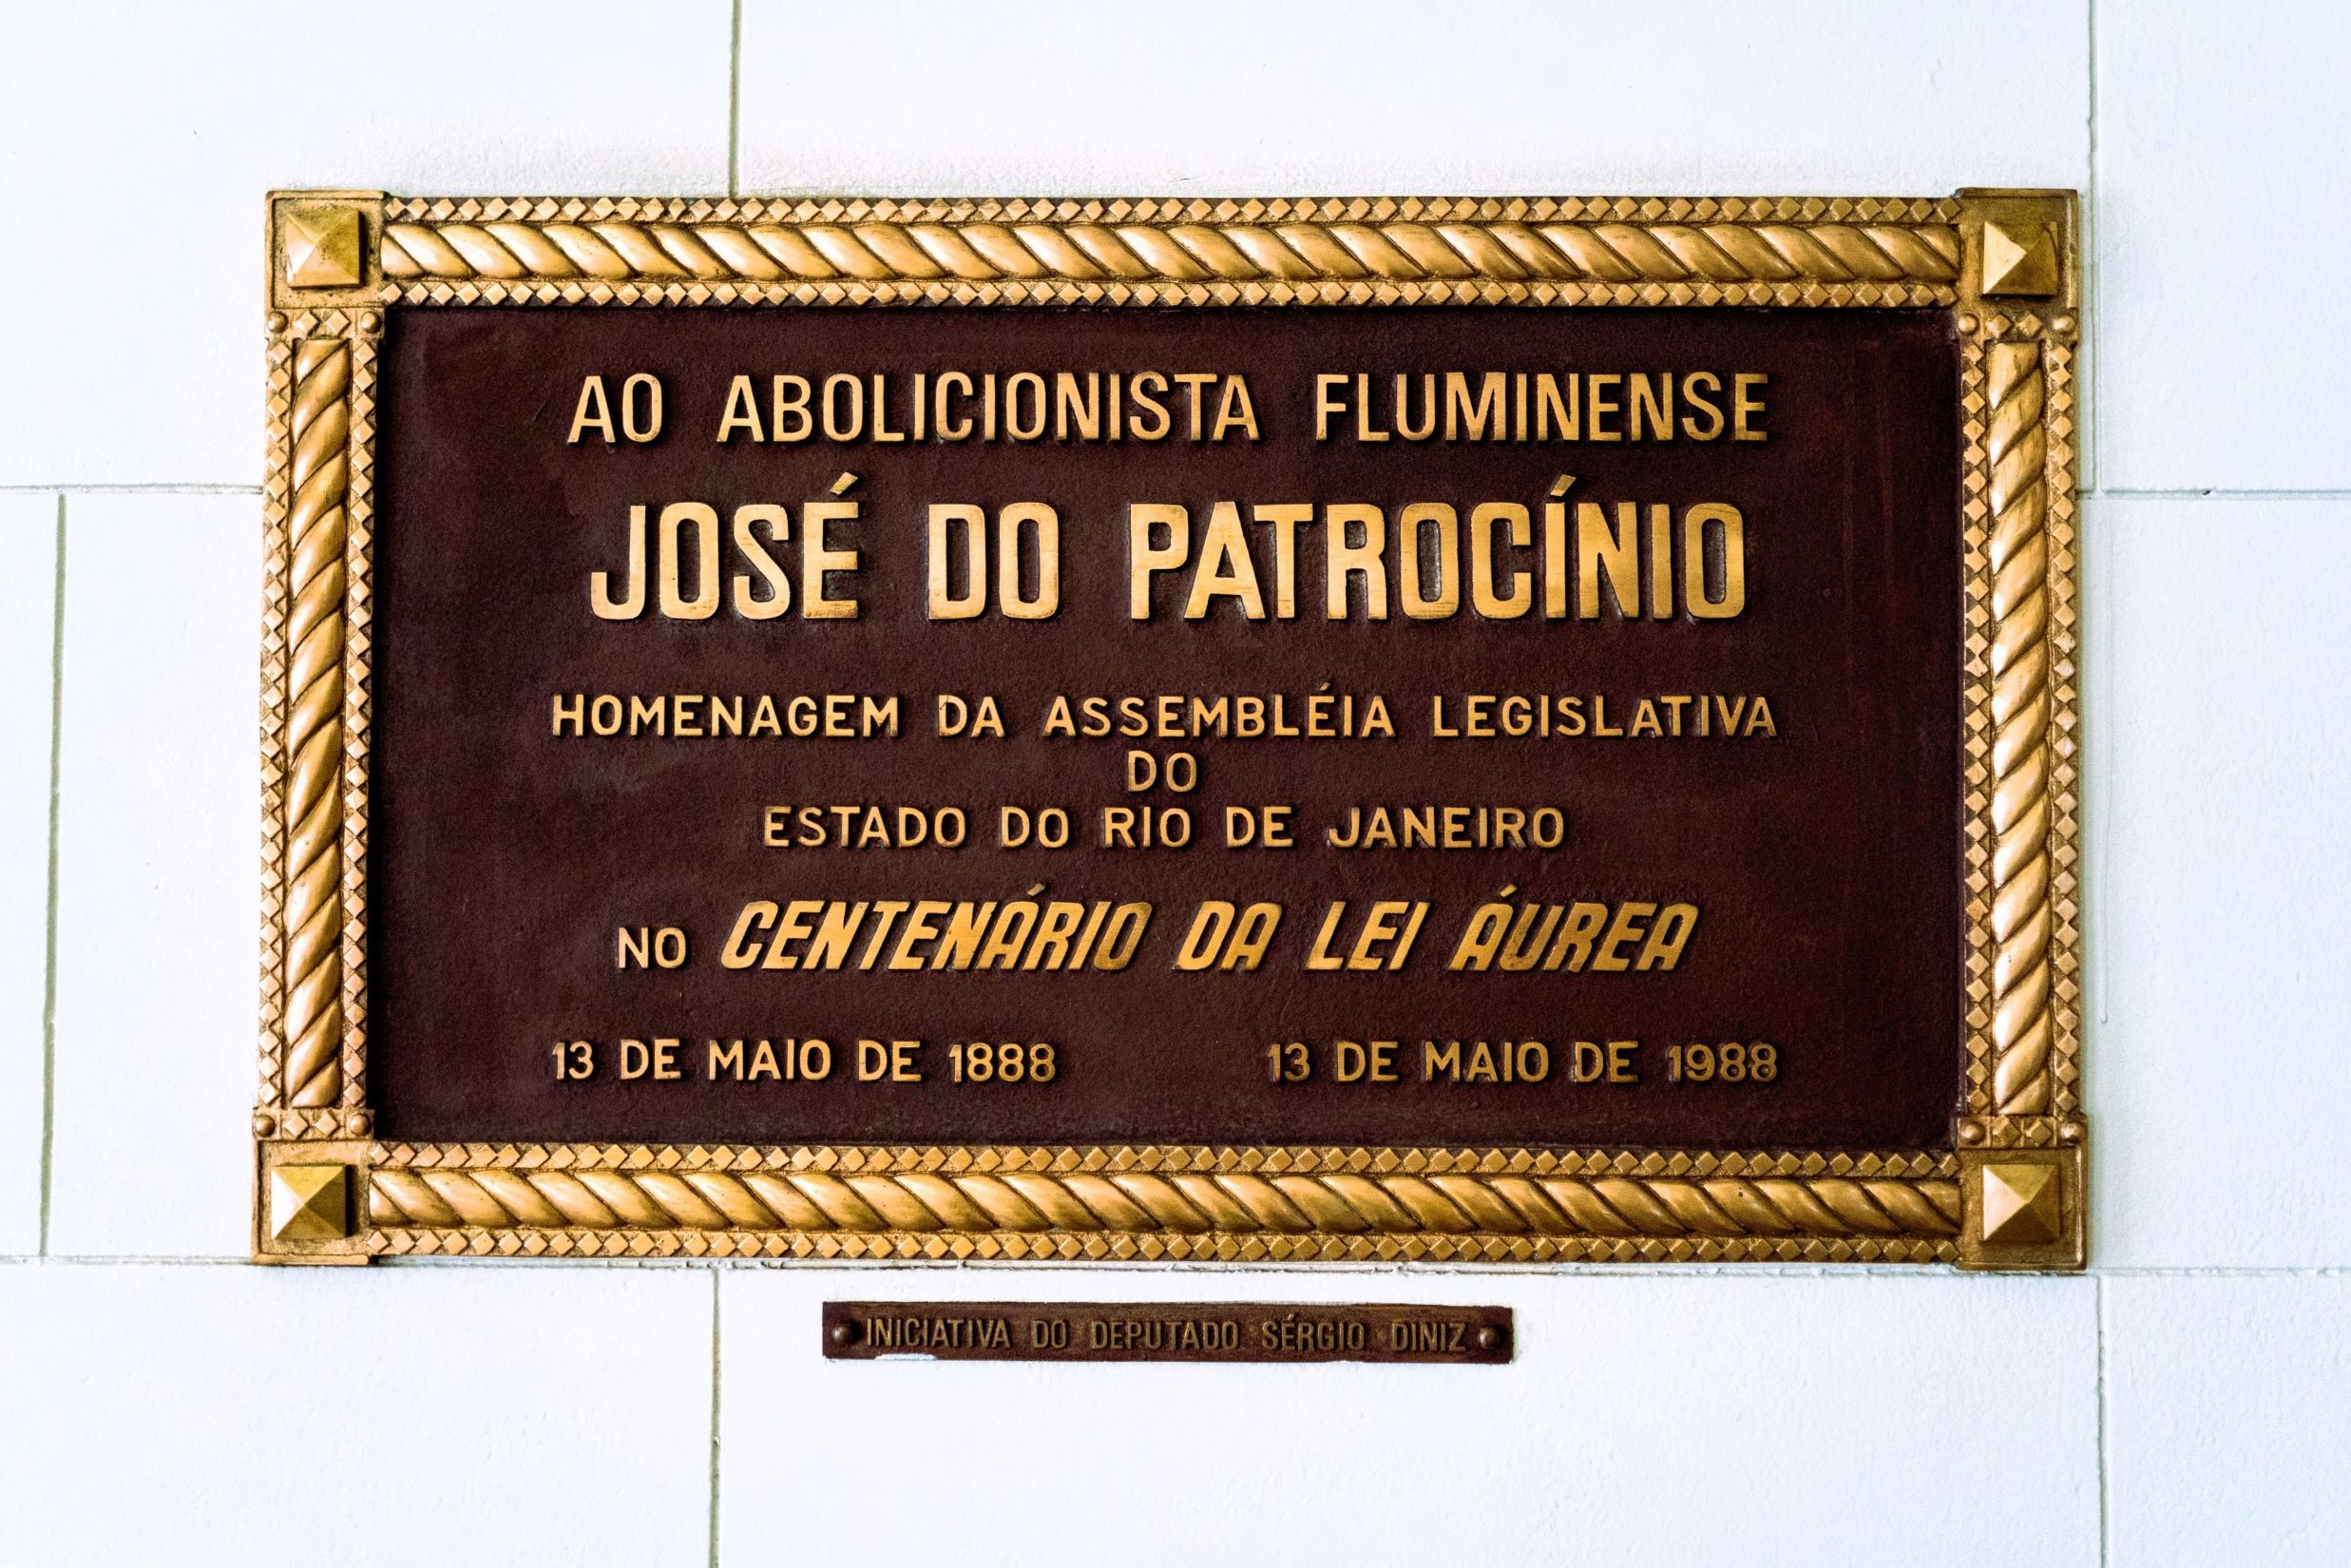 AO ABOLICIONISTA FLUMINENSE
JOSÉ DO PATROCÍNIO
HOMENAGEM DA ASSEMBLÉIA LEGISLATIVA
DO
ESTADO DO RIO DE JANEIRO
NO CENTENÁRIO DA LEI ÁUREA
13 DE MAIO DE 1888 13 DE MAIO DE 1988
INICIATIVA DO DEPUTADO SÉRGIO DINIZ